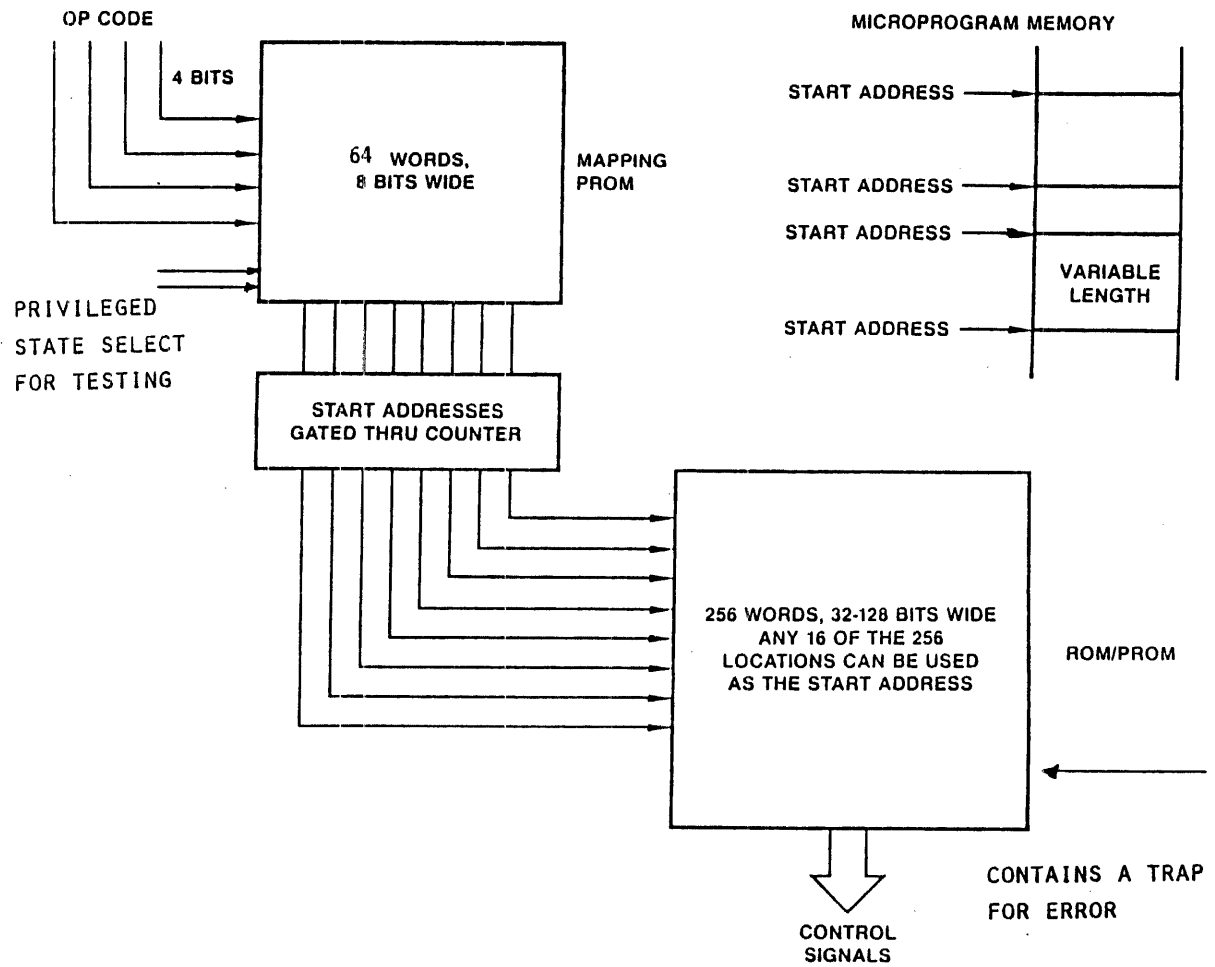 OP CODE
4 BITS
64 WORDS,
8 BITS WIDE
MAPPING
PROM
PRIVILEGED
STATE SELECT
FOR TESTING
START ADDRESSES
GATED THRU COUNTER
MICROPROGRAM MEMORY
START ADDRESS
START ADDRESS
START ADDRESS
VARIABLE
LENGTH
START ADDRESS
256 WORDS, 32-128 BITS WIDE
ANY 16 OF THE 256
LOCATIONS CAN BE USED
AS THE START ADDRESS
ROM/PROM
CONTAINS A TRAP
FOR ERROR
CONTROL
SIGNALS